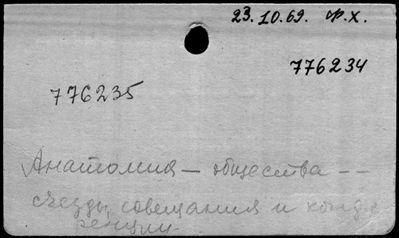 23.10.69. Ф.Х.
776234
776235
Анатомия — общества --
съезды, совещания и конфе
ренции.